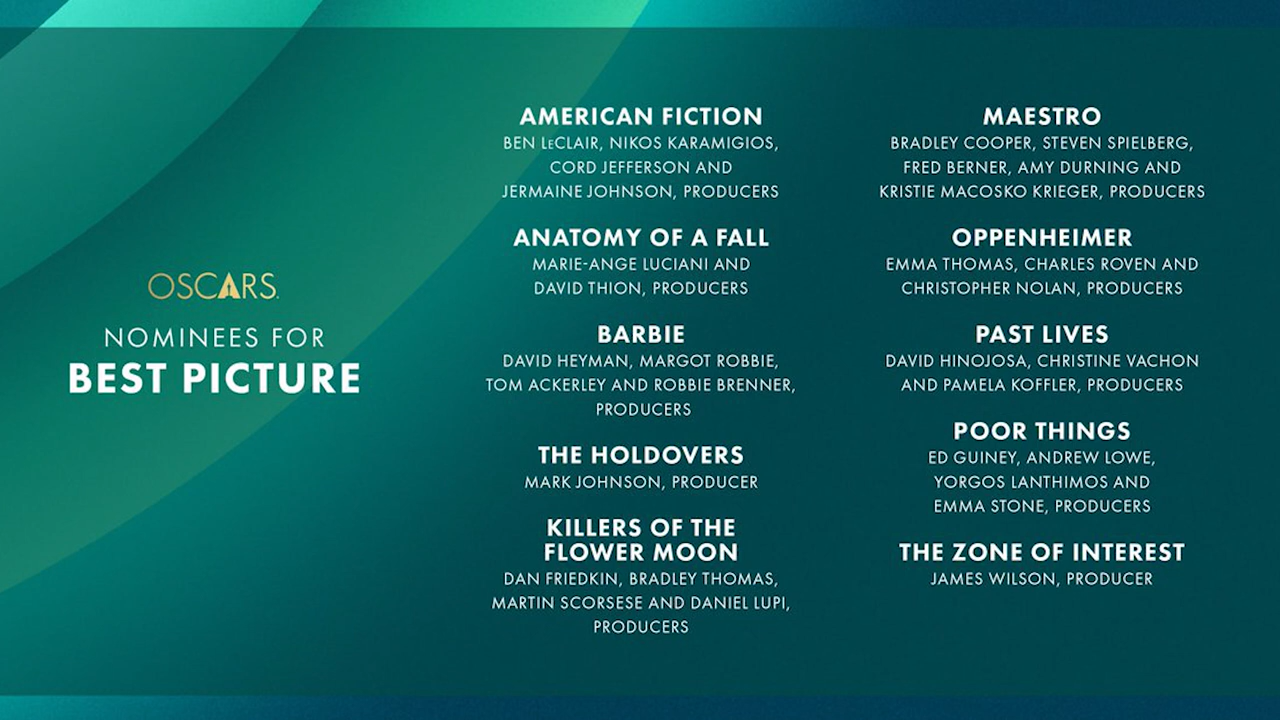 OSCARS.
NOMINEES FOR
BEST PICTURE
AMERICAN FICTION
BEN LeCLAIR, NIKOS KARAMIGIOS,
CORD JEFFERSON AND
JERMAINE JOHNSON, PRODUCERS
ANATOMY OF A FALL
MARIE-ANGE LUCIANI AND
DAVID THION, PRODUCERS
BARBIE
DAVID HEYMAN, MARGOT ROBBIE,
TOM ACKERLEY AND ROBBIE BRENNER,
PRODUCERS
THE HOLDOVERS
MARK JOHNSON, PRODUCER
KILLERS OF THE
FLOWER MOON
DAN FRIEDKIN, BRADLEY THOMAS,
MARTIN SCORSESE AND DANIEL LUPI,
PRODUCERS
MAESTRO
BRADLEY COOPER, STEVEN SPIELBERG,
FRED BERNER, AMY DURNING AND
KRISTIE MACOSKO KRIEGER, PRODUCERS
OPPENHEIMER
EMMA THOMAS, CHARLES ROVEN AND
CHRISTOPHER NOLAN, PRODUCERS
PAST LIVES
DAVID HINOJOSA, CHRISTINE VACHON
AND PAMELA KOFFLER, PRODUCERS
POOR THINGS
ED GUINEY, ANDREW LOWE,
YORGOS LANTHIMOS AND
EMMA STONE, PRODUCERS
THE ZONE OF INTEREST
JAMES WILSON, PRODUCER